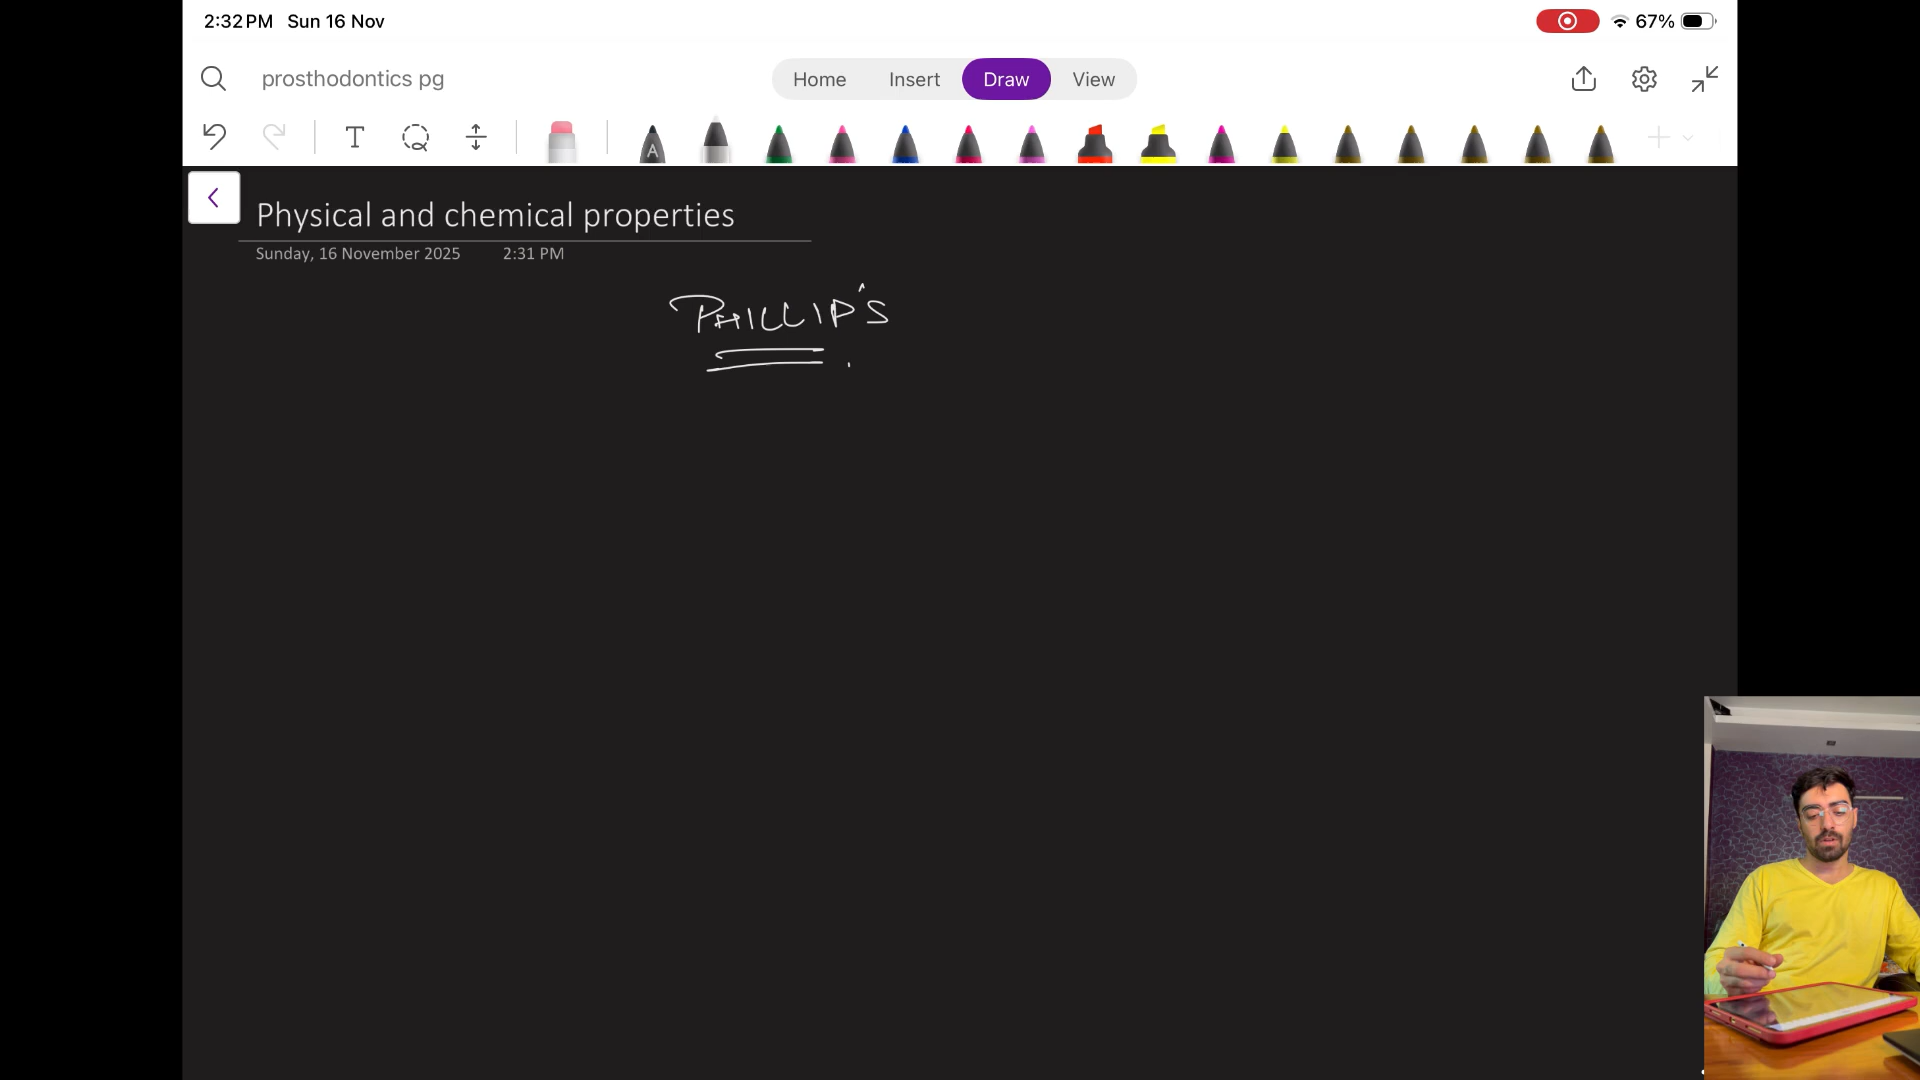 2:32 PM Sun 16 Nov 67%
prosthodontics pg Home Insert Draw View
T
A
Physical and chemical properties
Sunday, 16 November 2025 2:31 PM
PHILLIP'S